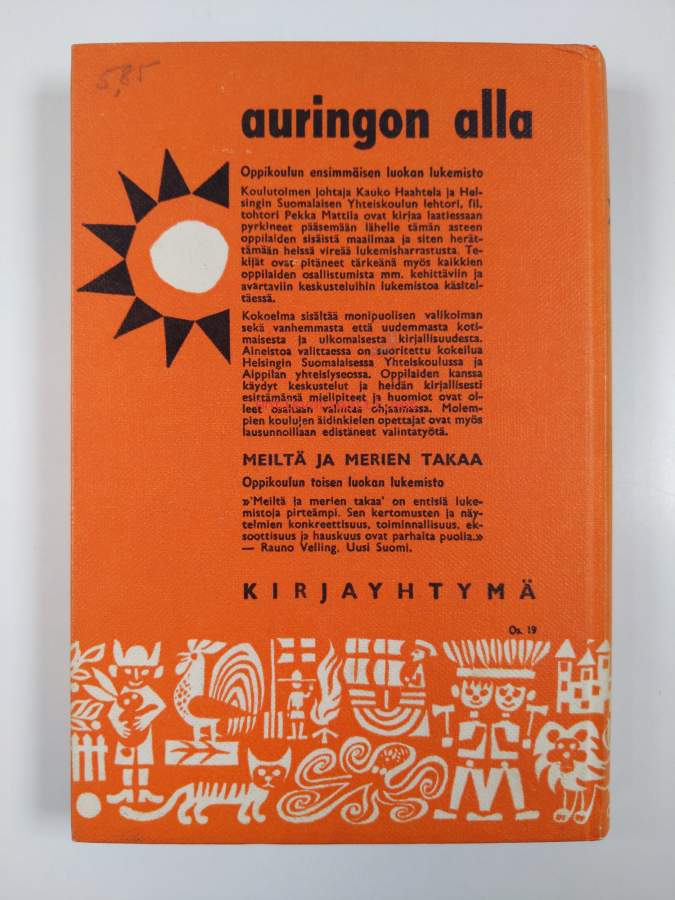 5,85
auringon alla
Oppikoulun ensimmäisen luokan lukemisto
Koulutoimen johtaja Kauko Haahtela ja Hel-
singin Suomalaisen Yhteiskoulun lehtori, fil.
tohtori Pekka Mattila ovat kirjaa laatiessaan
pyrkineet pääsemään lähelle tämän asteen
oppilaiden sisäistä maailmaa ja siten herät-
tämään heissä vireää lukemisharrastusta. Te-
kijät ovat pitäneet tärkeänä myös kaikkien
oppilaiden osallistumista mm. kehittäviin ja
avartaviin keskusteluihin lukemistoa käsitel-
täessä.
Kokoelma sisältää monipuolisen valikoiman
sekä vanhemmasta että uudemmasta koti-
maisesta ja ulkomaisesta kirjallisuudesta.
Aineistoa valittaessa on suoritettu kokeilua
Helsingin Suomalaisessa Yhteiskoulussa ja
Alppilan yhteislyseossa. Oppilaiden kanssa
käydyt keskustelut ja heidän kirjallisesti
esittämänsä mielipiteet ja huomiot ovat ol-
leet osaltaan valintaa ohjaamassa. Molem-
pien koulujen äidinkielen opettajat ovat myös
lausunnoillaan edistäneet valintatyötä.
MEILTÄ JA MERIEN TAKAA
Oppikoulun toisen luokan lukemisto
»'Meiltä ja merien takaa' on entisiä luke-
mistoja pirteämpi. Sen kertomusten ja näy-
telmien konkreettisuus, toiminnallisuus, ek-
soottisuus ja hauskuus ovat parhaita puolia.»
— Rauno Velling, Uusi Suomi.
KIRJAYHTYMÄ
Os. 19